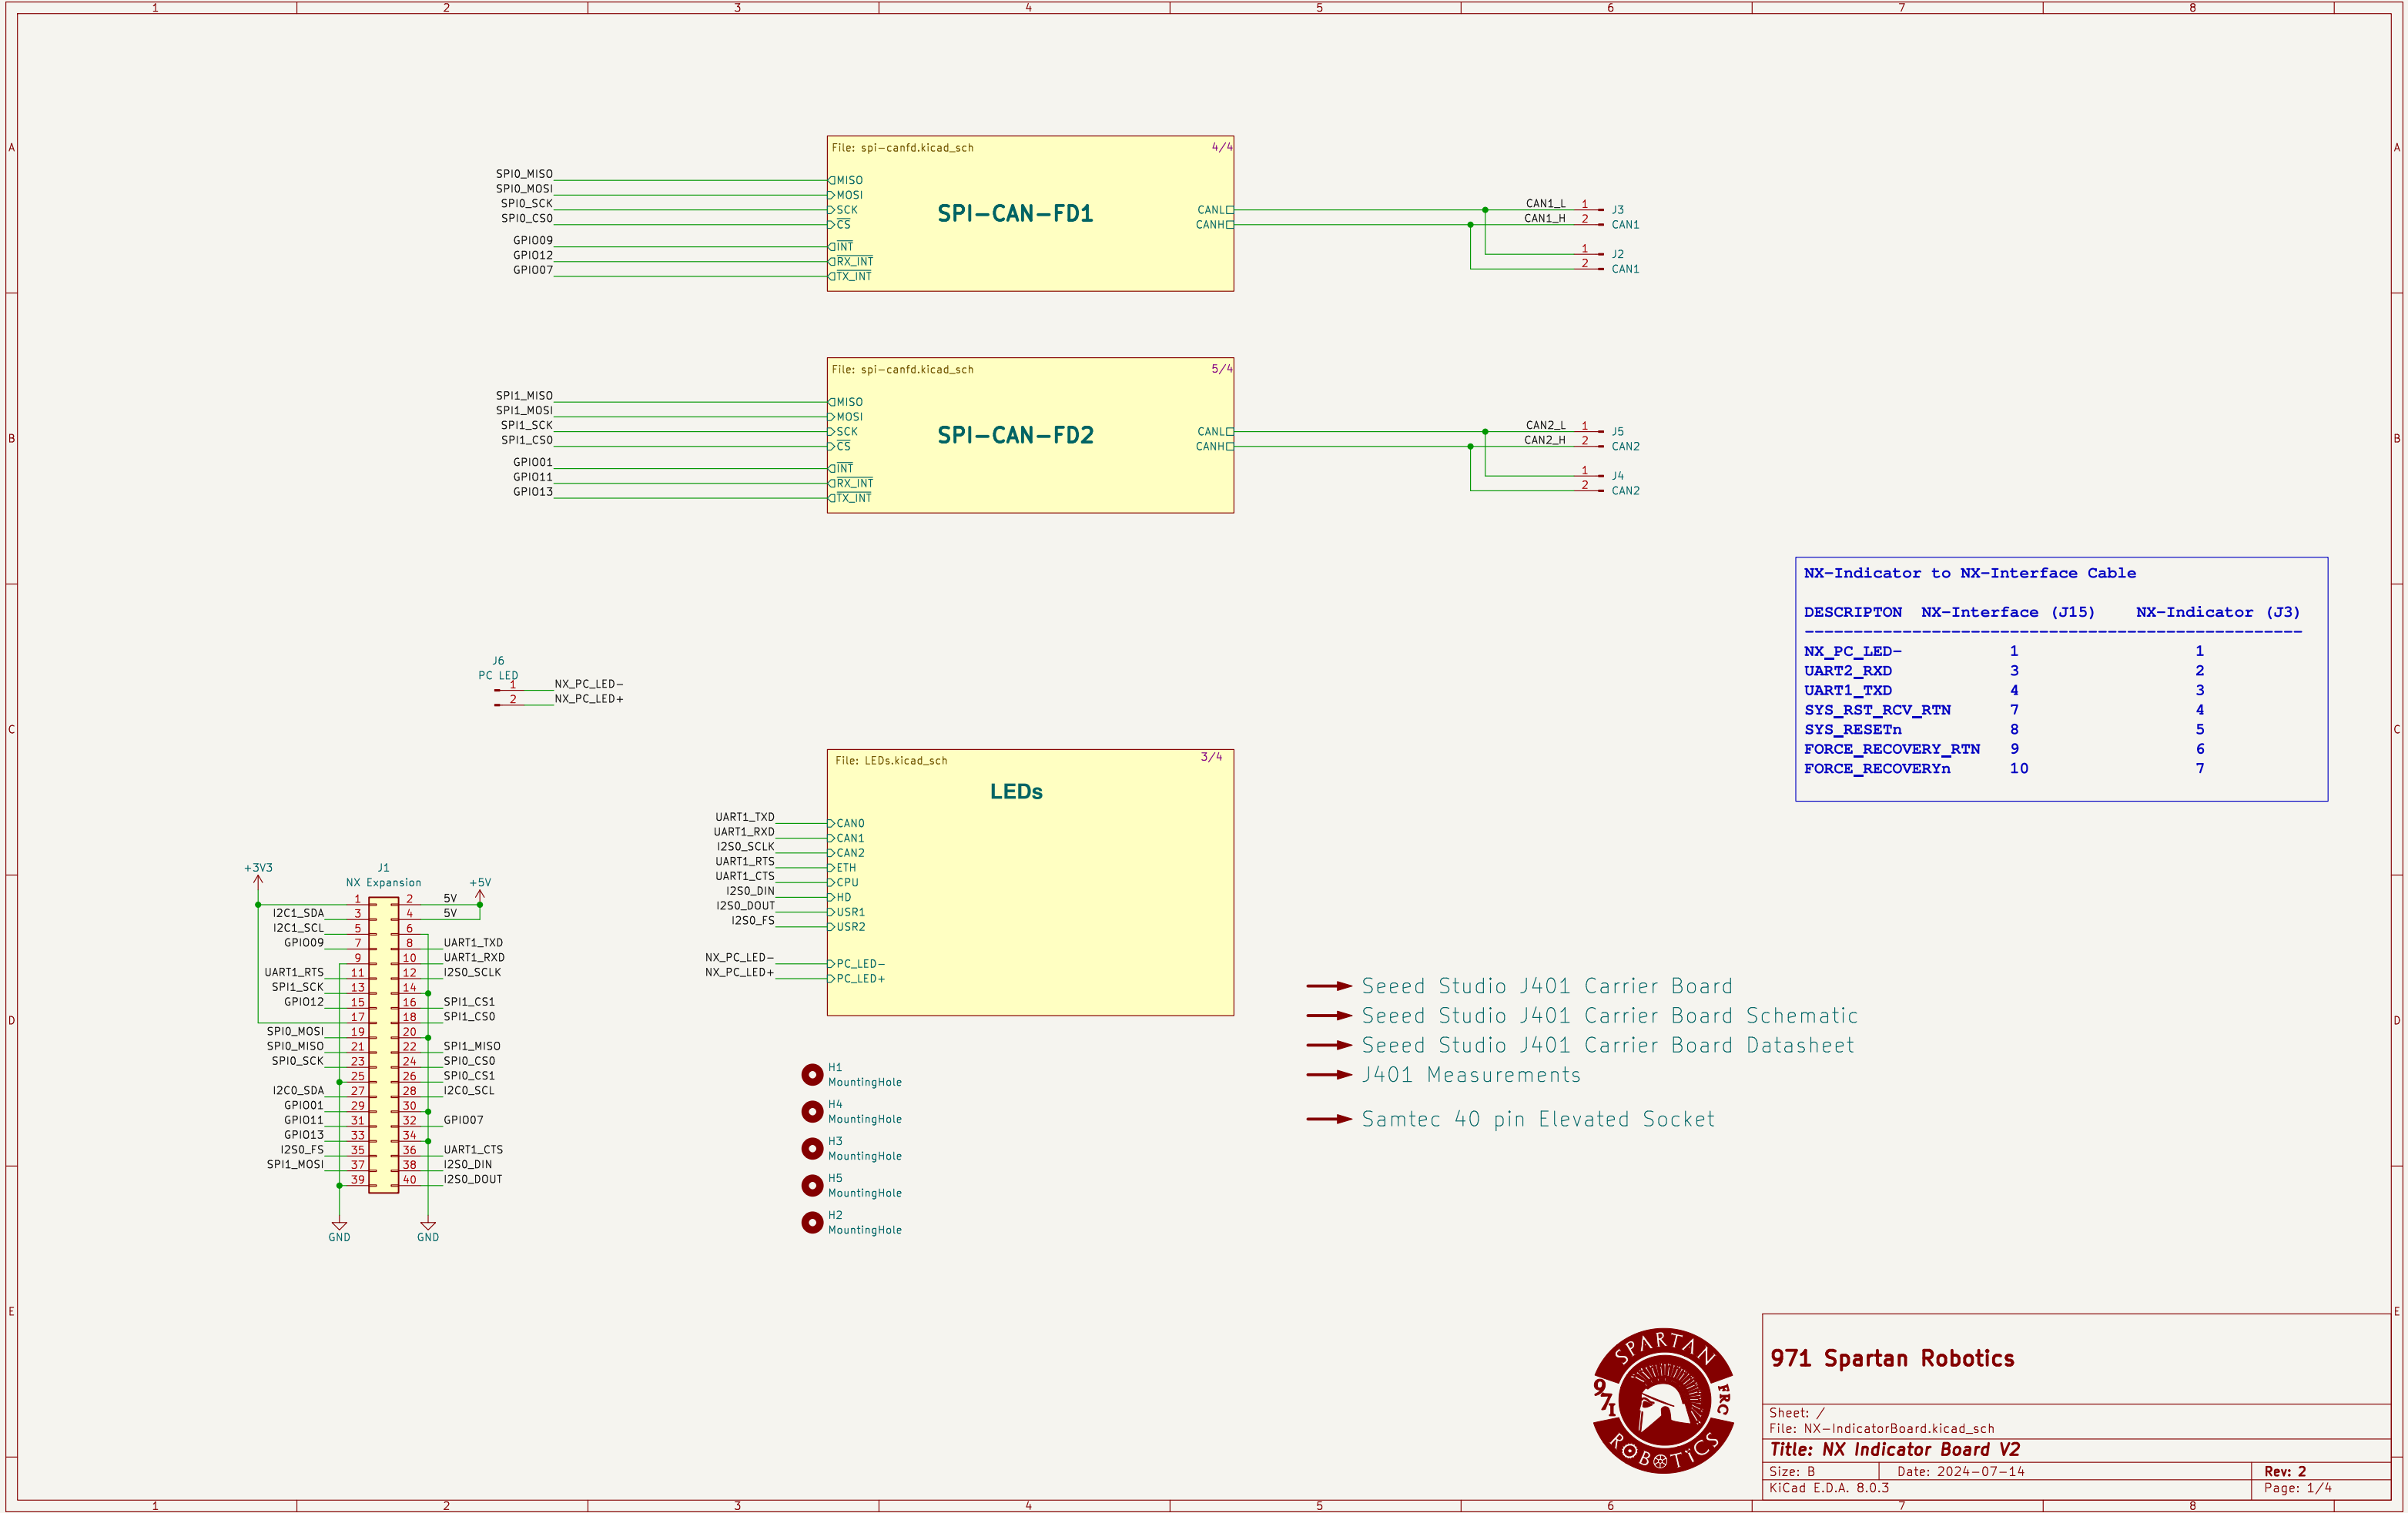 1 2 3 4 5 6 7 8
A
B
C
D
E
File: spi-canfd.kicad_sch 4/4
SPI-CAN-FD1
SPI0_MISO MISO
SPI0_MOSI MOSI
SPI0_SCK SCK
SPI0_CS0 CS
GPIO09 INT
GPIO12 RX_INT
GPIO07 TX_INT
CANL CAN1_L 1 J3
CANH CAN1_H 2 CAN1
1 J2
2 CAN1
File: spi-canfd.kicad_sch 5/4
SPI-CAN-FD2
SPI1_MISO MISO
SPI1_MOSI MOSI
SPI1_SCK SCK
SPI1_CS0 CS
GPIO01 INT
GPIO11 RX_INT
GPIO13 TX_INT
CANL CAN2_L 1 J5
CANH CAN2_H 2 CAN2
1 J4
2 CAN2
NX-Indicator to NX-Interface Cable
DESCRIPTON NX-Interface (J15) NX-Indicator (J3)
---------------------------------------------------
NX_PC_LED- 1 1
UART2_RXD 3 2
UART1_TXD 4 3
SYS_RST_RCV_RTN 7 4
SYS_RESETn 8 5
FORCE_RECOVERY_RTN 9 6
FORCE_RECOVERYn 10 7
J6
PC LED
1 NX_PC_LED-
2 NX_PC_LED+
File: LEDs.kicad_sch 3/4
LEDs
UART1_TXD CAN0
UART1_RXD CAN1
I2S0_SCLK CAN2
UART1_RTS ETH
UART1_CTS CPU
I2S0_DIN HD
I2S0_DOUT USR1
I2S0_FS USR2
NX_PC_LED- PC_LED-
NX_PC_LED+ PC_LED+
+3V3 J1
NX Expansion +5V
1 2 5V
I2C1_SDA 3 4 5V
I2C1_SCL 5 6
GPIO09 7 8 UART1_TXD
9 10 UART1_RXD
UART1_RTS 11 12 I2S0_SCLK
SPI1_SCK 13 14
GPIO12 15 16 SPI1_CS1
17 18 SPI1_CS0
SPI0_MOSI 19 20
SPI0_MISO 21 22 SPI1_MISO
SPI0_SCK 23 24 SPI0_CS0
25 26 SPI0_CS1
I2C0_SDA 27 28 I2C0_SCL
GPIO01 29 30
GPIO11 31 32 GPIO07
GPIO13 33 34
I2S0_FS 35 36 UART1_CTS
SPI1_MOSI 37 38 I2S0_DIN
39 40 I2S0_DOUT
GND GND
H1
MountingHole
H4
MountingHole
H3
MountingHole
H5
MountingHole
H2
MountingHole
Seeed Studio J401 Carrier Board
Seeed Studio J401 Carrier Board Schematic
Seeed Studio J401 Carrier Board Datasheet
J401 Measurements
Samtec 40 pin Elevated Socket
SPARTAN
971
FRC
ROBOTICS
971 Spartan Robotics
Sheet: /
File: NX-IndicatorBoard.kicad_sch
Title: NX Indicator Board V2
Size: B Date: 2024-07-14 Rev: 2
KiCad E.D.A. 8.0.3 Page: 1/4
A
B
C
D
E
1 2 3 4 5 6 7 8